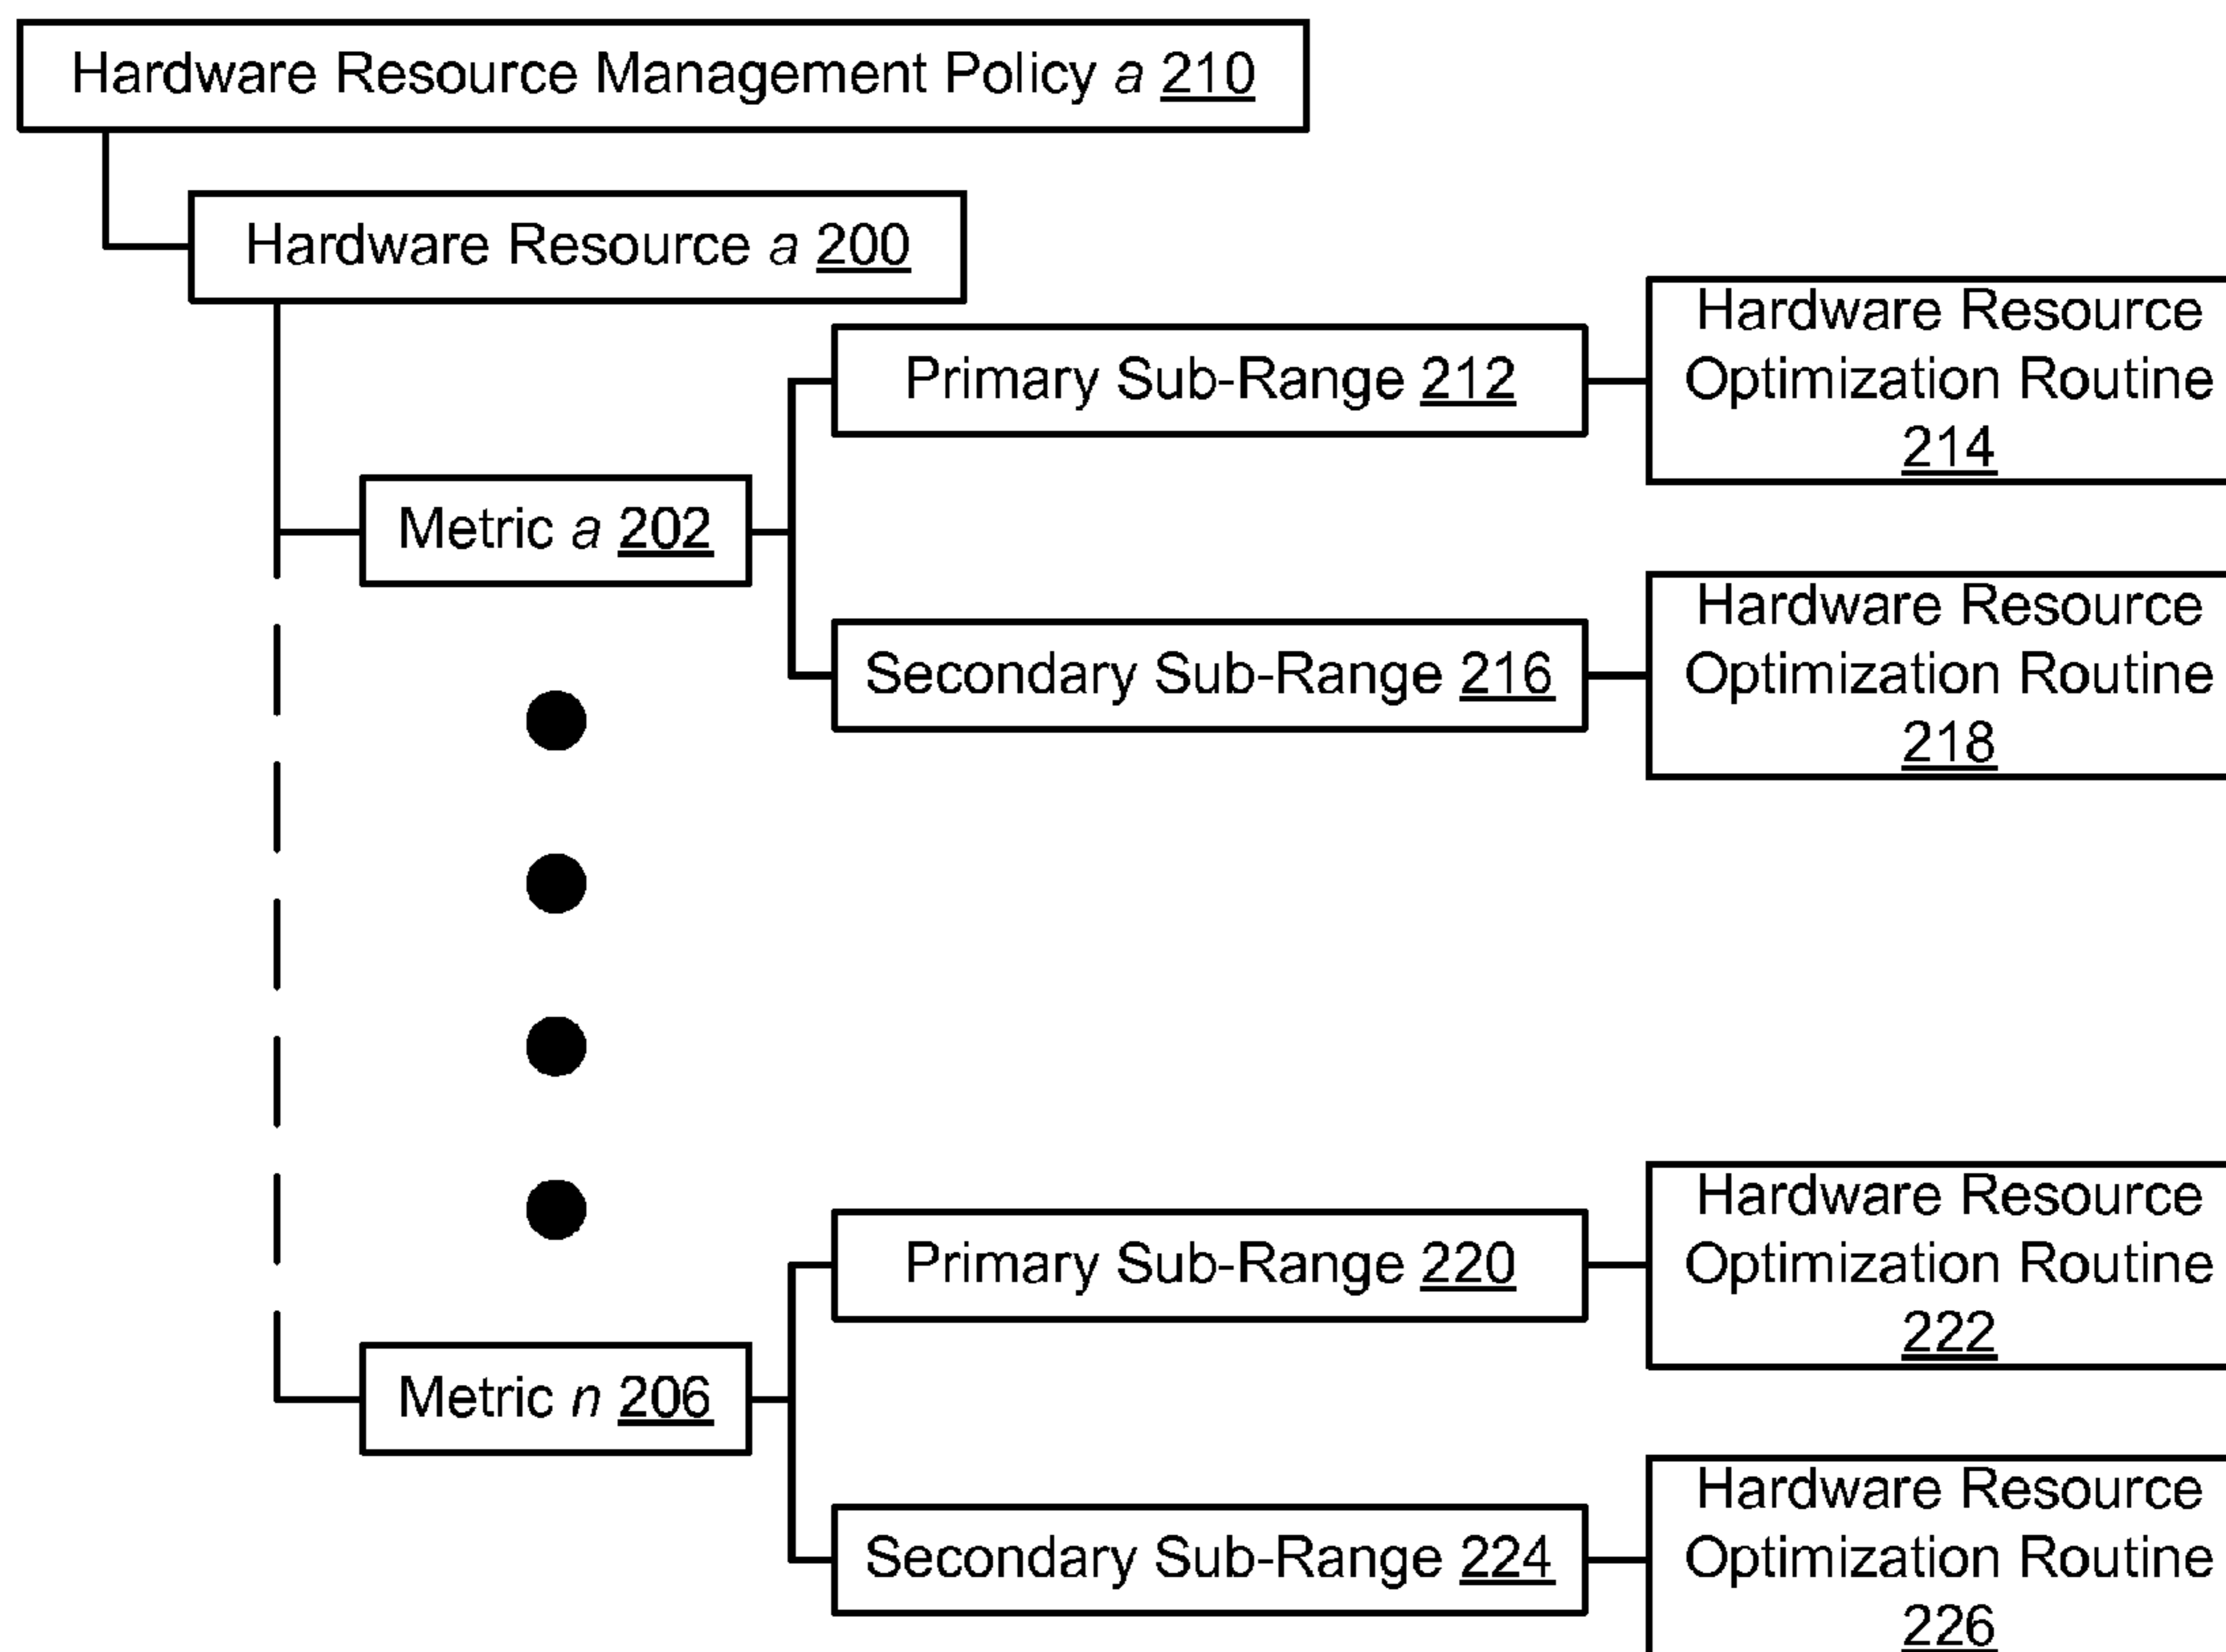 Hardware Resource Management Policy a 210
Hardware Resource a 200
Hardware Resource
Optimization Routine
214
Primary Sub-Range 212
Metric a 202
Hardware Resource
Optimization Routine
218
Secondary Sub-Range 216
Hardware Resource
Optimization Routine
222
Primary Sub-Range 220
Metric n 206
Hardware Resource
Optimization Routine
226
Secondary Sub-Range 224